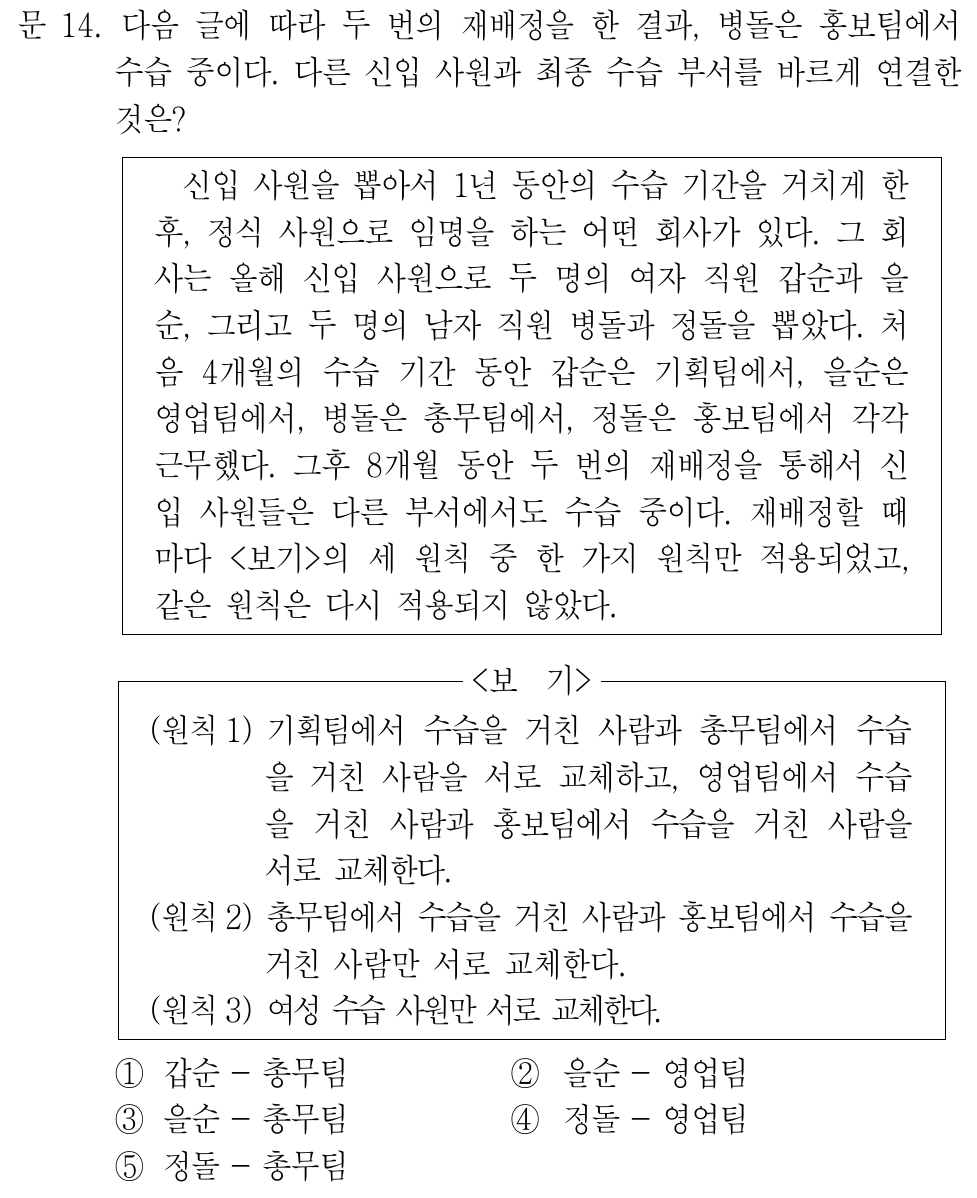 문 14. 다음 글에 따라 두 번의 재배정을 한 결과, 병돌은 홍보팀에서
수습 중이다. 다른 신입 사원과 최종 수습 부서를 바르게 연결한
것은?
신입 사원을 뽑아서 1년 동안의 수습 기간을 거치게 한
후, 정식 사원으로 임명을 하는 어떤 회사가 있다. 그 회
사는 올해 신입 사원으로 두 명의 여자 직원 갑순과 을
순, 그리고 두 명의 남자 직원 병돌과 정돌을 뽑았다. 처
음 4개월의 수습 기간 동안 갑순은 기획팀에서, 을순은
영업팀에서, 병돌은 총무팀에서, 정돌은 홍보팀에서 각각
근무했다. 그후 8개월 동안 두 번의 재배정을 통해서 신
입 사원들은 다른 부서에서도 수습 중이다. 재배정할 때
마다 <보기>의 세 원칙 중 한 가지 원칙만 적용되었고,
같은 원칙은 다시 적용되지 않았다.
<보 기>
(원칙 1) 기획팀에서 수습을 거친 사람과 총무팀에서 수습
을 거친 사람을 서로 교체하고, 영업팀에서 수습
을 거친 사람과 홍보팀에서 수습을 거친 사람을
서로 교체한다.
(원칙 2) 총무팀에서 수습을 거친 사람과 홍보팀에서 수습을
거친 사람만 서로 교체한다.
(원칙 3) 여성 수습 사원만 서로 교체한다.
① 갑순 - 총무팀 ② 을순 - 영업팀
③ 을순 - 총무팀 ④ 정돌 - 영업팀
⑤ 정돌 - 총무팀